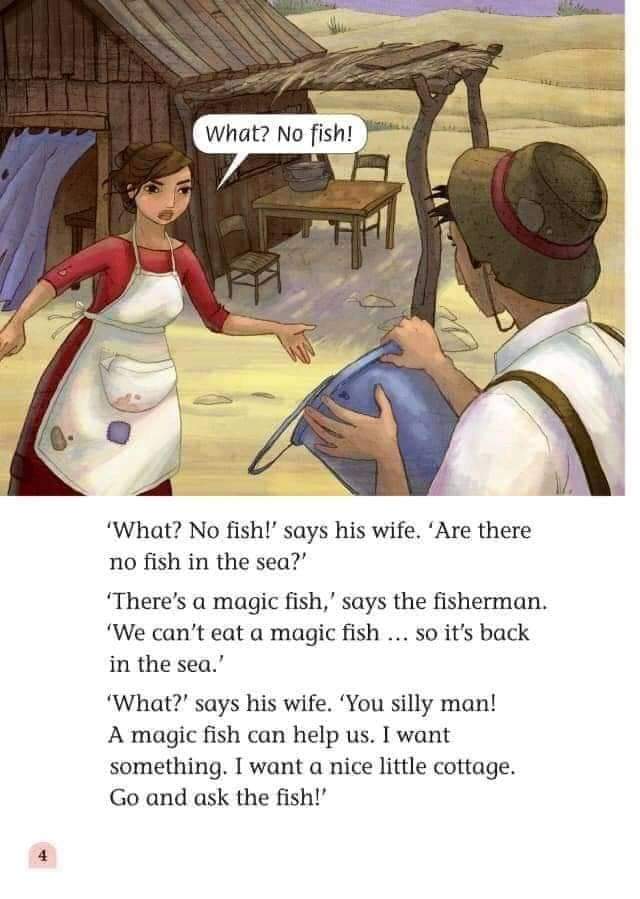 What? No fish!
‘What? No fish!’ says his wife. ‘Are there
no fish in the sea?’
‘There’s a magic fish,’ says the fisherman.
‘We can’t eat a magic fish ... so it’s back
in the sea.’
‘What?’ says his wife. ‘You silly man!
A magic fish can help us. I want
something. I want a nice little cottage.
Go and ask the fish!’
4